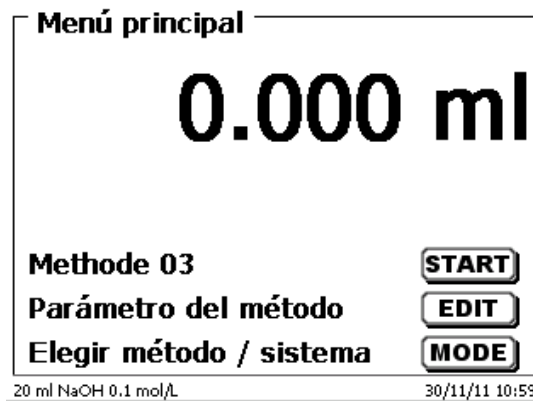 Menú principal
0.000 ml
Methode 03 START
Parámetro del método EDIT
Elegir método / sistema MODE
20 ml NaOH 0.1 mol/L 30/11/11 10:59